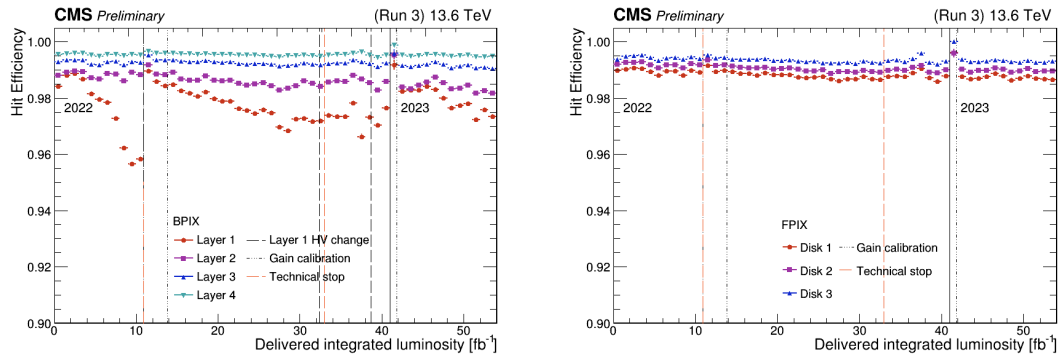 CMS Preliminary (Run 3) 13.6 TeV
Hit Efficiency
1.00
0.98
0.96
0.94
0.92
0.90
2022
2023
BPIX
Layer 1
Layer 2
Layer 3
Layer 4
Layer 1 HV change
Gain calibration
Technical stop
0 10 20 30 40 50
Delivered integrated luminosity [fb⁻¹]
CMS Preliminary (Run 3) 13.6 TeV
Hit Efficiency
1.00
0.98
0.96
0.94
0.92
0.90
2022
2023
FPIX
Disk 1
Disk 2
Disk 3
Gain calibration
Technical stop
0 10 20 30 40 50
Delivered integrated luminosity [fb⁻¹]